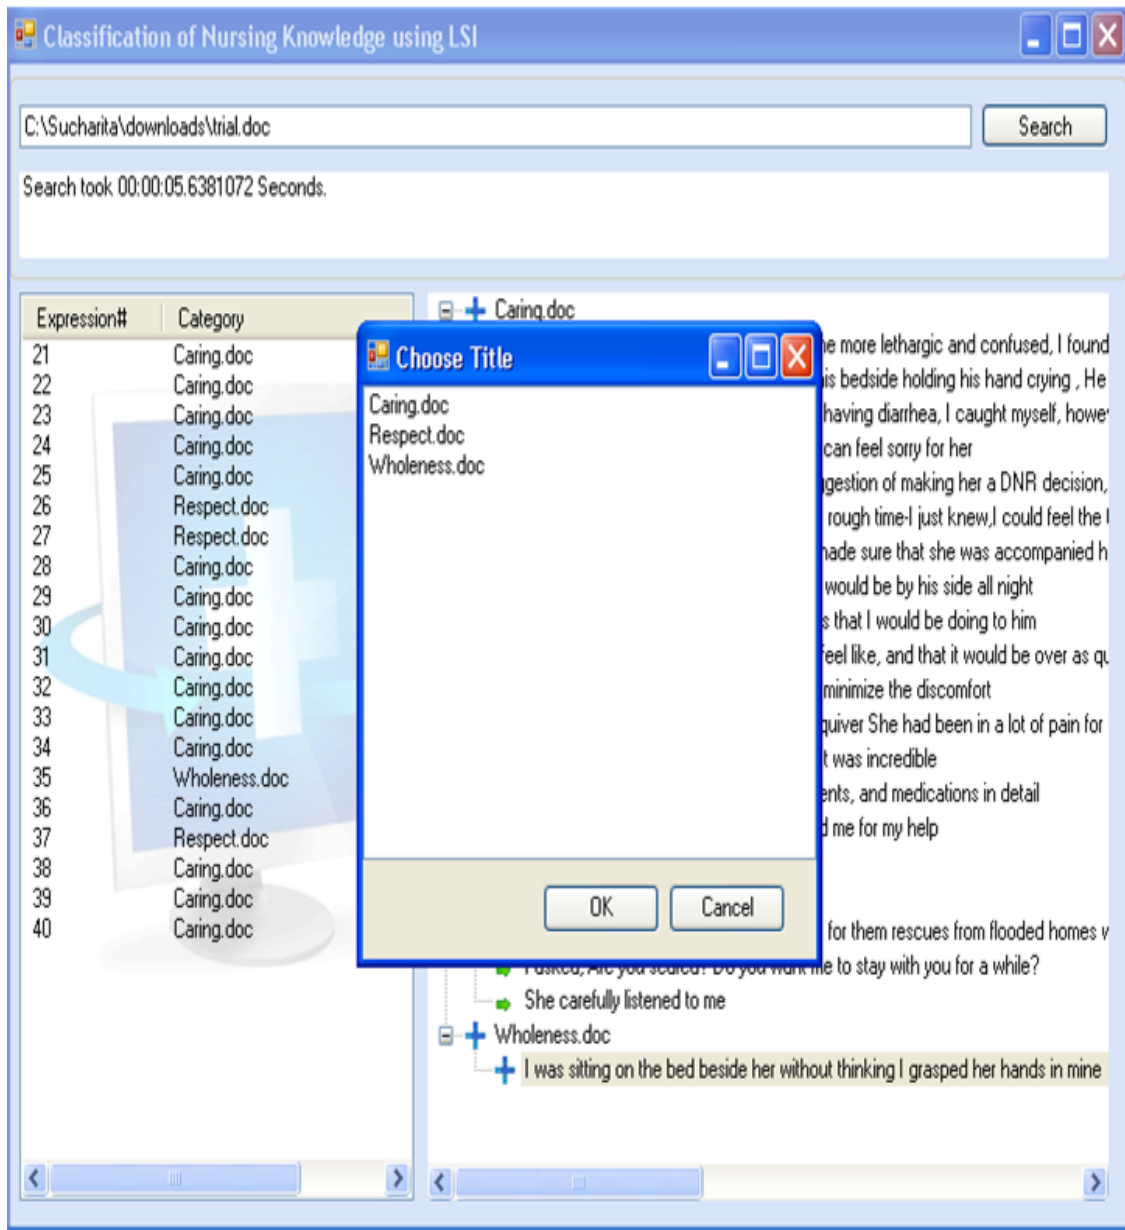 Classification of Nursing Knowledge using LSI
C:\Sucharita\downloads\trial.doc
Search
Search took 00:00:05.6381072 Seconds.
Expression# Category
21 Caring.doc
22 Caring.doc
23 Caring.doc
24 Caring.doc
25 Caring.doc
26 Respect.doc
27 Respect.doc
28 Caring.doc
29 Caring.doc
30 Caring.doc
31 Caring.doc
32 Caring.doc
33 Caring.doc
34 Caring.doc
35 Wholeness.doc
36 Caring.doc
37 Respect.doc
38 Caring.doc
39 Caring.doc
40 Caring.doc
Choose Title
Caring.doc
Respect.doc
Wholeness.doc
OK Cancel
Caring.doc
more lethargic and confused, I found
bedside holding his hand crying , He
having diarrhea, I caught myself,
can feel sorry for her
of making her a DNR decision,
rough time-I just knew,I could feel the
made sure that she was accompanied
would be by his side all night
that I would be doing to him
feel like, and that it would be over as
minimize the discomfort
quiver She had been in a lot of pain for
was incredible
and medications in detail
me for my help
for them rescues from flooded homes
I asked, Are you scared? Do you want me to stay with you for a while?
She carefully listened to me
Wholeness.doc
I was sitting on the bed beside her without thinking I grasped her hands in mine